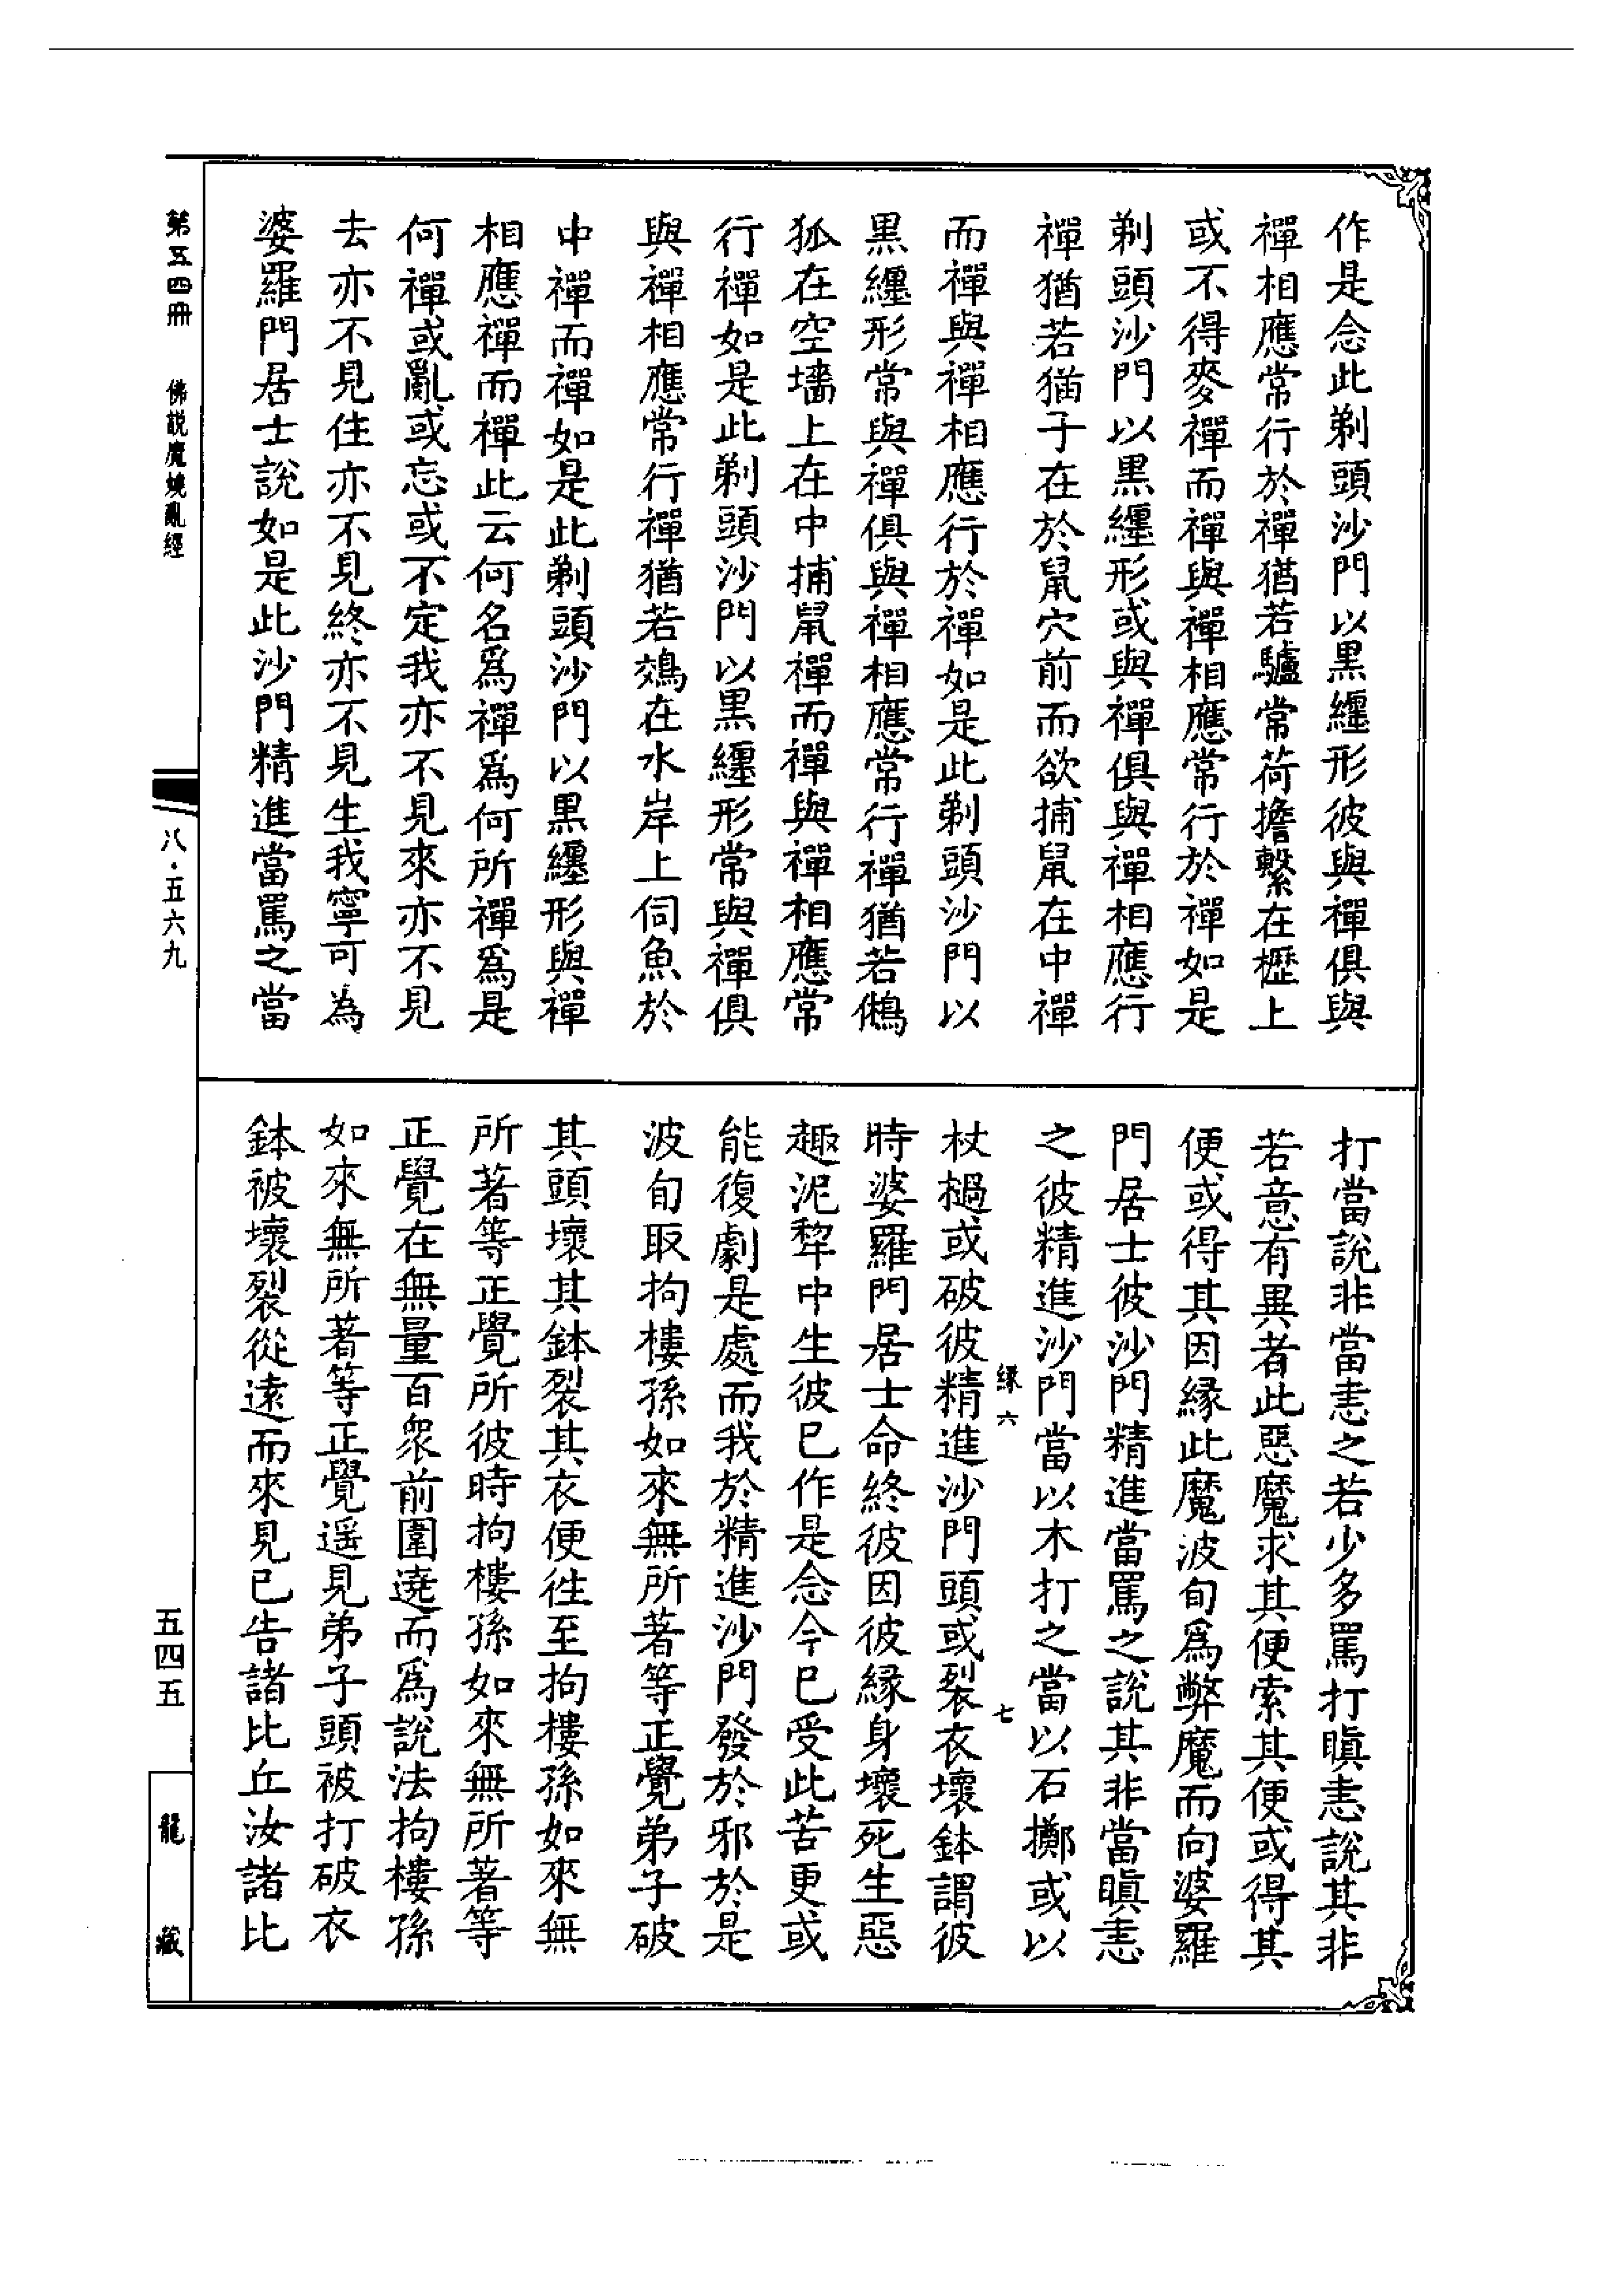 作是念此剃頭沙門以黑纏形彼與禪俱與
禪相應常行於禪猶若驢常荷擔繫在櫪上
或不得麥禪而禪與禪相應常行於禪如是
剃頭沙門以黑纏形或與禪俱與禪相應行
禪猶若猫子在於鼠穴前而欲捕鼠在中禪
而禪與禪相應行於禪如是此剃頭沙門以
黑纏形常與禪俱與禪相應常行禪猶若鵂
狐在空墻上在中捕鼠禪而禪與禪相應常
行禪如是此剃頭沙門以黑纏形常與禪俱
與禪相應常行禪猶若鵁在水岸上伺魚於
中禪而禪如是此剃頭沙門以黑纏形與禪
相應禪而禪此云何名爲禪爲何所禪爲是
何禪或亂或忘或不定我亦不見來亦不見
去亦不見住亦不見終亦不見生我寧可為
婆羅門居士說如是此沙門精進當罵之當
打當說非當恚之若少多罵打瞋恚說其非
若意有異者此惡魔求其便索其便或得其
便或得其因緣此魔波旬爲弊魔而向婆羅
門居士彼沙門精進當罵之說其非當瞋恚
之彼精進沙門當以木打之當以石擲或以
杖檛或破彼精進沙門頭或裂衣壞鉢謂彼
時婆羅門居士命終彼因彼緣身壞死生惡
趣泥犂中生彼已作是念今已受此苦更或
能復劇是處而我於精進沙門發於邪於是
波旬取拘樓孫如來無所著等正覺弟子破
其頭壞其鉢裂其衣便往至拘樓孫如來無
所著等正覺所彼時拘樓孫如來無所著等
正覺在無量百衆前圍遶而爲說法拘樓孫
如來無所著等正覺遥見弟子頭被打破衣
鉢被壞裂從遠而來見已告諸比丘汝諸比
緣六
七
第五四冊 佛説魔嬈亂經
八·五六九
五四五
龍藏